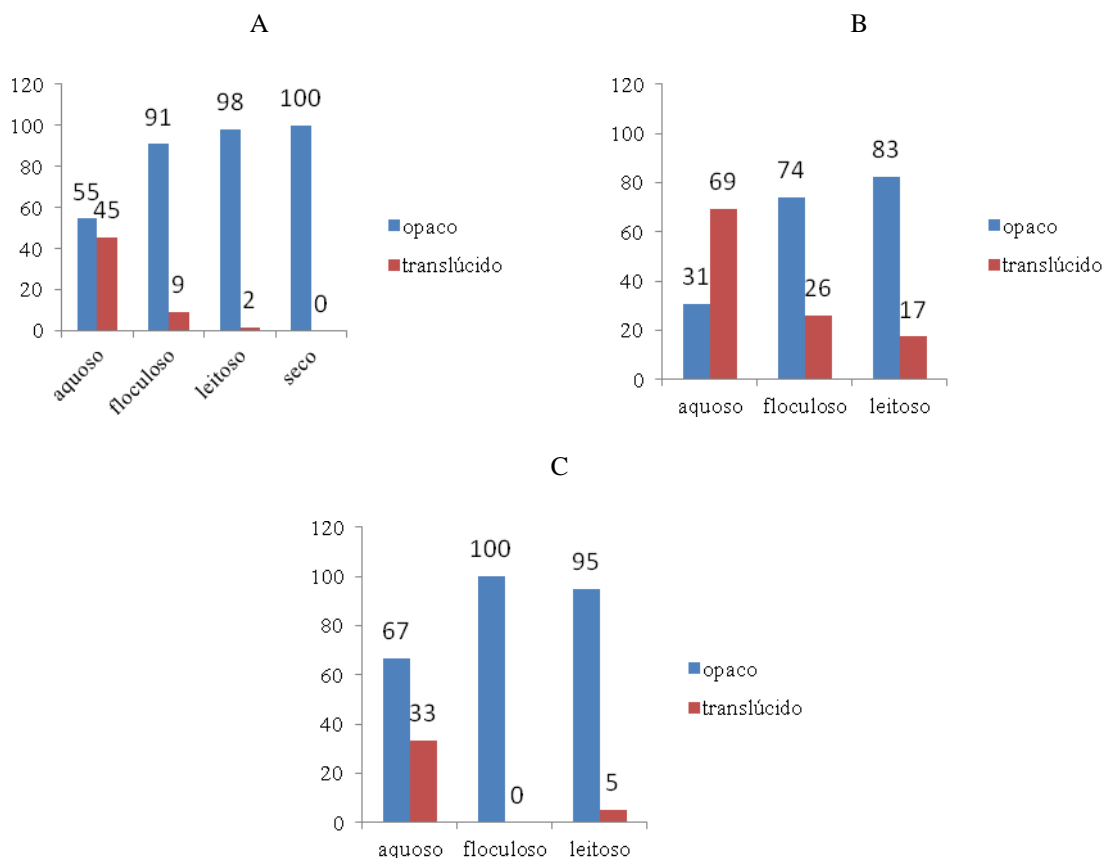 A
120
100
80
60
40
20
0
55
45
91
9
98
2
100
0
aquoso
floculoso
leitoso
seco
opaco
translúcido
B
120
100
80
60
40
20
0
31
69
74
26
83
17
aquoso
floculoso
leitoso
opaco
translúcido
C
120
100
80
60
40
20
0
67
33
100
0
95
5
aquoso
floculoso
leitoso
opaco
translúcido